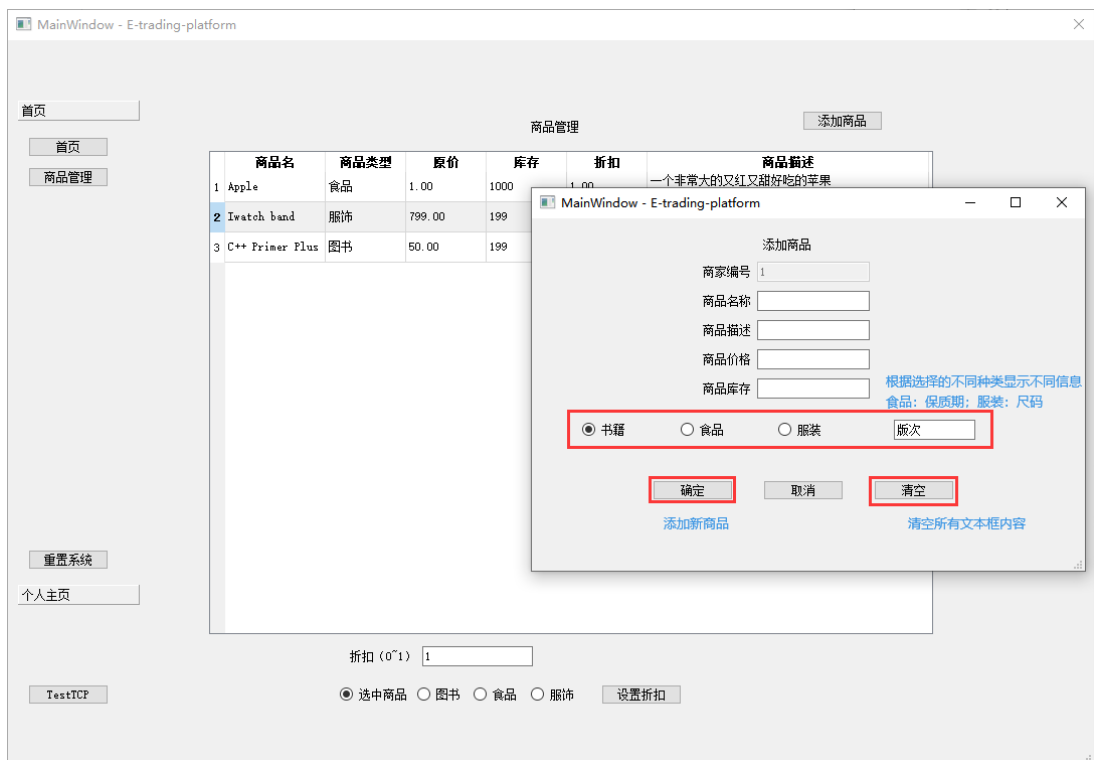 MainWindow - E-trading-platform
首页
首页
商品管理
重置系统
个人主页
TestTCP
商品管理
添加商品
商品名 商品类型 原价 库存 折扣 商品描述
1 Apple 食品 1.00 1000 1.00 一个非常大的又红又甜好吃的苹果
2 Iwatch band 服饰 799.00 199
3 C++ Primer Plus 图书 50.00 199
折扣（0~1） 1
选中商品 图书 食品 服饰 设置折扣
MainWindow - E-trading-platform
添加商品
商家编号 1
商品名称
商品描述
商品价格
商品库存
根据选择的不同种类显示不同信息
食品：保质期；服装：尺码
书籍 食品 服装 版次
确定 取消 清空
添加新商品 清空所有文本框内容